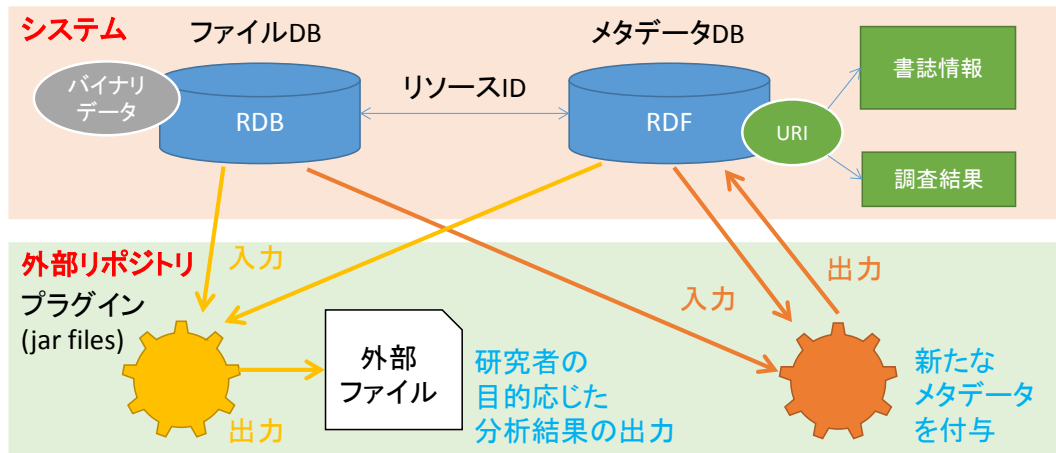 システム
ファイルDB
メタデータDB
バイナリ
データ
RDB
リソースID
RDF
URI
書誌情報
調査結果
外部リポジトリ
プラグイン
(jar files)
入力
出力
外部
ファイル
研究者の
目的応じた
分析結果の出力
入力
出力
新たな
メタデータ
を付与